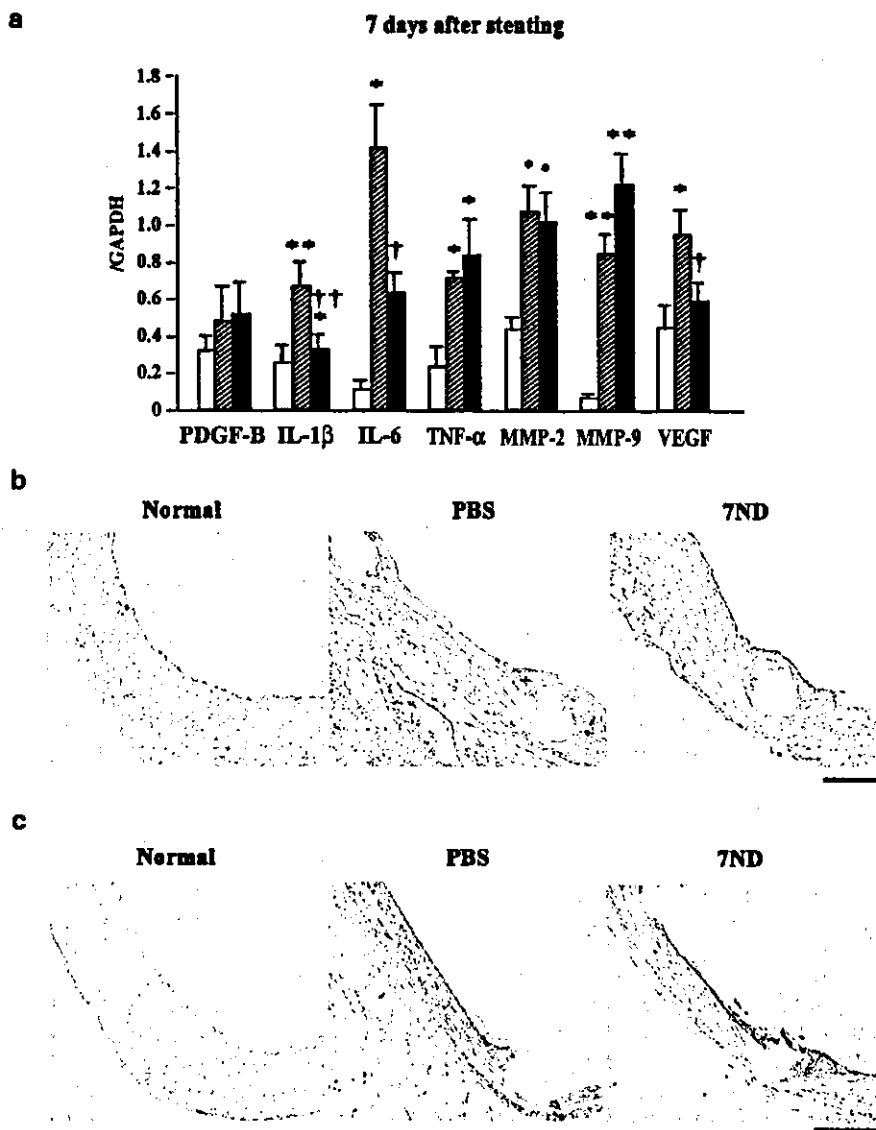 a
7 days after stenting
/GAPDH
1.8
1.6
1.4
1.2
1.0
0.8
0.6
0.4
0.2
0
* * †† * * † * * * * ** ** * †
PDGF-B IL-1β IL-6 TNF-α MMP-2 MMP-9 VEGF
b
Normal PBS 7ND
c
Normal PBS 7ND